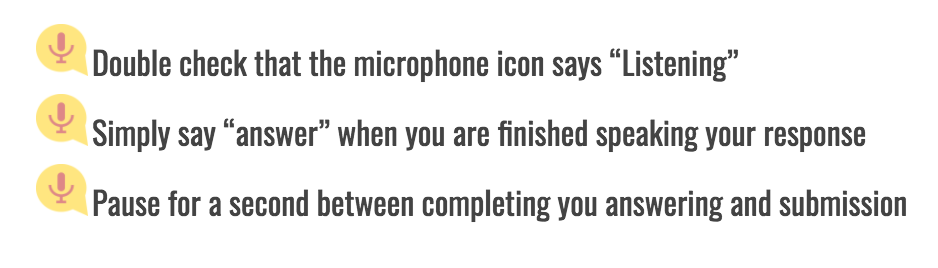 Double check that the microphone icon says “Listening”
Simply say “answer” when you are finished speaking your response
Pause for a second between completing you answering and submission